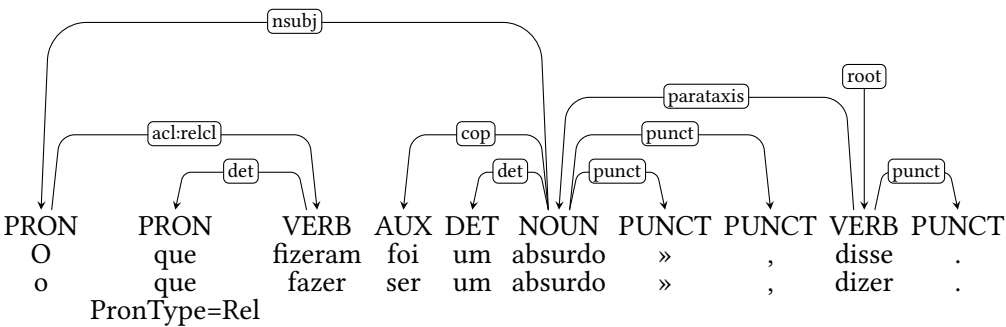 nsubj
root
parataxis
acl:relcl cop punct
det det punct punct
PRON PRON VERB AUX DET NOUN PUNCT PUNCT VERB PUNCT
O que fizeram foi um absurdo » , disse .
o que fazer ser um absurdo » , dizer .
PronType=Rel